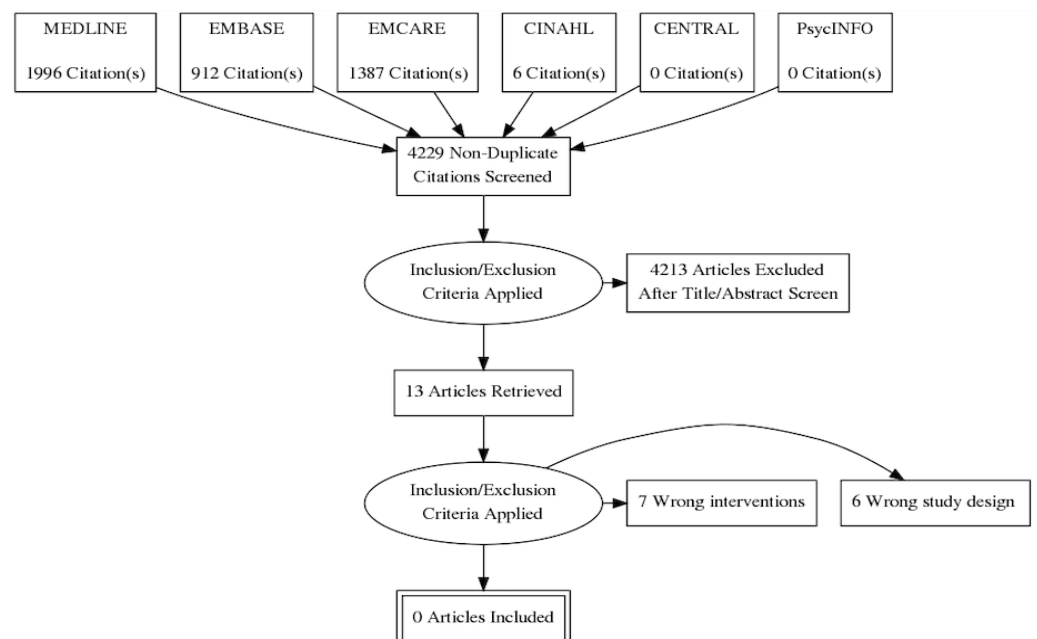 MEDLINE
1996 Citation(s)
EMBASE
912 Citation(s)
EMCARE
1387 Citation(s)
CINAHL
6 Citation(s)
CENTRAL
0 Citation(s)
PsycINFO
0 Citation(s)
4229 Non-Duplicate
Citations Screened
Inclusion/Exclusion
Criteria Applied
4213 Articles Excluded
After Title/Abstract Screen
13 Articles Retrieved
Inclusion/Exclusion
Criteria Applied
7 Wrong interventions
6 Wrong study design
0 Articles Included